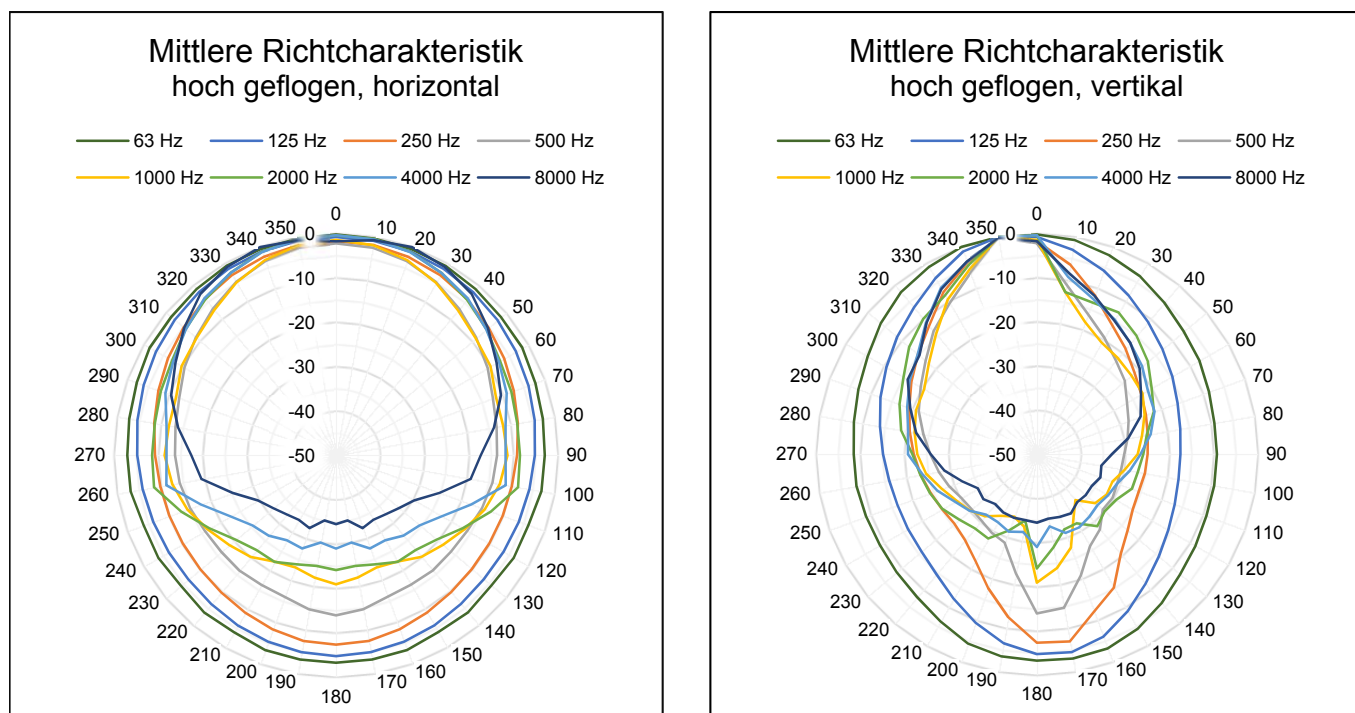 Mittlere Richtcharakteristik
hoch geflogen, horizontal
63 Hz 125 Hz 250 Hz 500 Hz
1000 Hz 2000 Hz 4000 Hz 8000 Hz
0
350 0 10
340 20
330 30
320 -10 40
310 50
300 -20 60
290 -30 70
280 -40 80
270 -50 90
260 100
250 110
240 120
230 130
220 140
210 150
200 160
190 170
180
Mittlere Richtcharakteristik
hoch geflogen, vertikal
63 Hz 125 Hz 250 Hz 500 Hz
1000 Hz 2000 Hz 4000 Hz 8000 Hz
0
350 0 10
340 20
330 30
320 -10 40
310 50
300 -20 60
290 -30 70
280 -40 80
270 -50 90
260 100
250 110
240 120
230 130
220 140
210 150
200 160
190 170
180